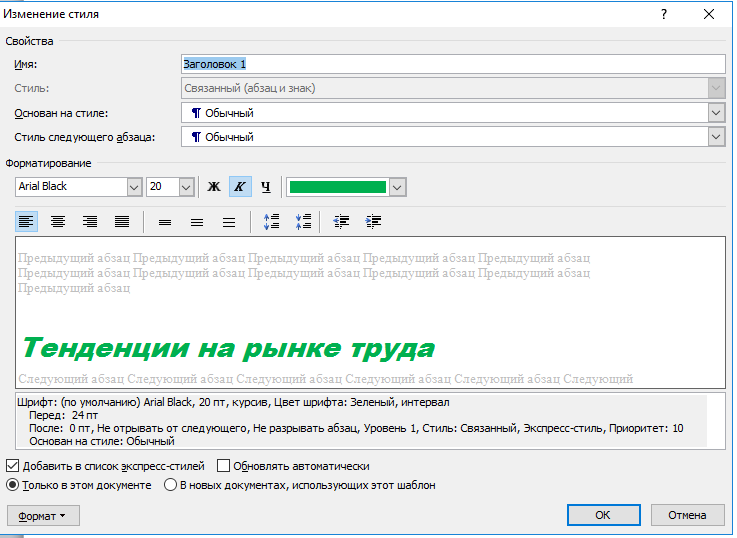 Изменение стиля ?
Свойства
Имя: Заголовок 1
Стиль: Связанный (абзац и знак)
Основан на стиле: ¶ Обычный
Стиль следующего абзаца: ¶ Обычный
Форматирование
Arial Black 20 Ж К Ч
Предыдущий абзац Предыдущий абзац Предыдущий абзац Предыдущий абзац Предыдущий абзац
Предыдущий абзац Предыдущий абзац Предыдущий абзац Предыдущий абзац Предыдущий абзац
Предыдущий абзац
Тенденции на рынке труда
Следующий абзац Следующий абзац Следующий абзац Следующий абзац Следующий абзац Следующий
Шрифт: (по умолчанию) Arial Black, 20 пт, курсив, Цвет шрифта: Зеленый, интервал
Перед: 24 пт
После: 0 пт, Не отрывать от следующего, Не разрывать абзац, Уровень 1, Стиль: Связанный, Экспресс-стиль, Приоритет: 10
Основан на стиле: Обычный
Добавить в список экспресс-стилей Обновлять автоматически
Только в этом документе В новых документах, использующих этот шаблон
Формат ОК Отмена